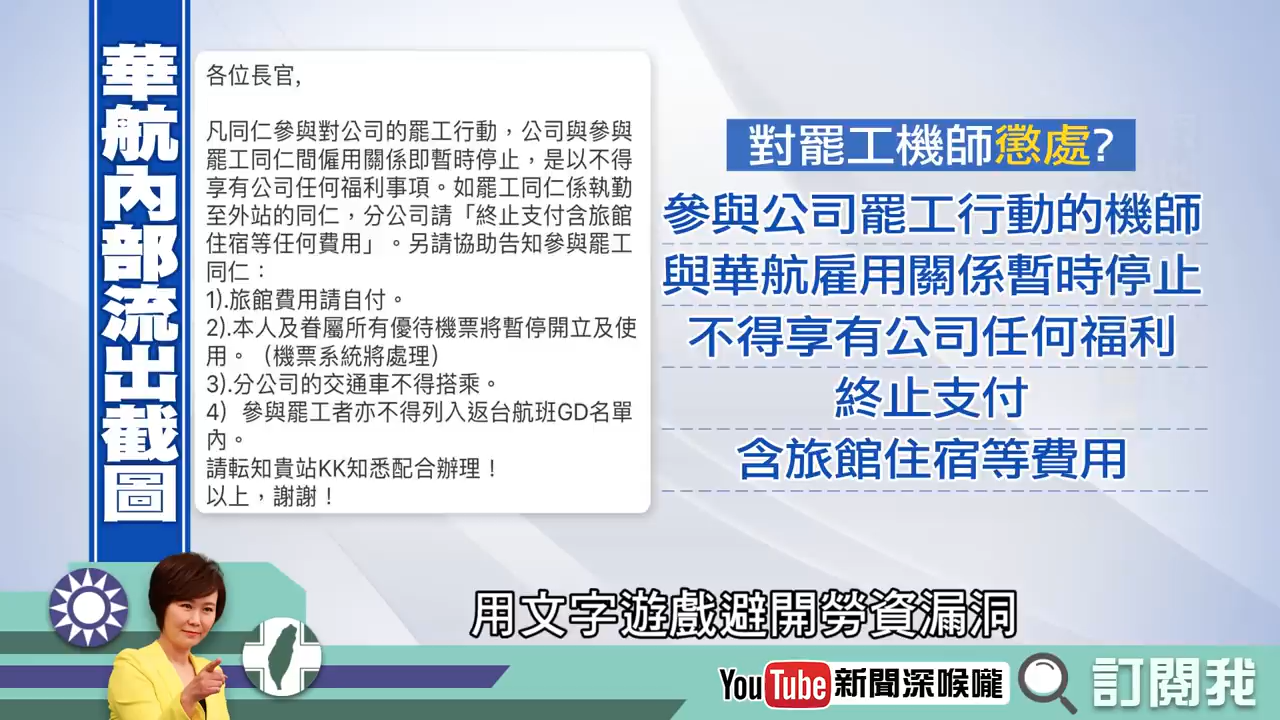 華航內部流出截圖
各位長官,
凡同仁參與對公司的罷工行動，公司與參與
罷工同仁間僱用關係即暫時停止，是以不得
享有公司任何福利事項。如罷工同仁係執勤
至外站的同仁，分公司請「終止支付含旅館
住宿等任何費用」。另請協助告知參與罷工
同仁：
1).旅館費用請自付。
2).本人及眷屬所有優待機票將暫停開立及使
用。（機票系統將處理）
3).分公司的交通車不得搭乘。
4）參與罷工者亦不得列入返台航班GD名單
內。
請転知貴站KK知悉配合辦理！
以上，謝謝！
對罷工機師懲處?
參與公司罷工行動的機師
與華航雇用關係暫時停止
不得享有公司任何福利
終止支付
含旅館住宿等費用
用文字遊戲避開勞資漏洞
YouTube 新聞深喉嚨
訂閱我